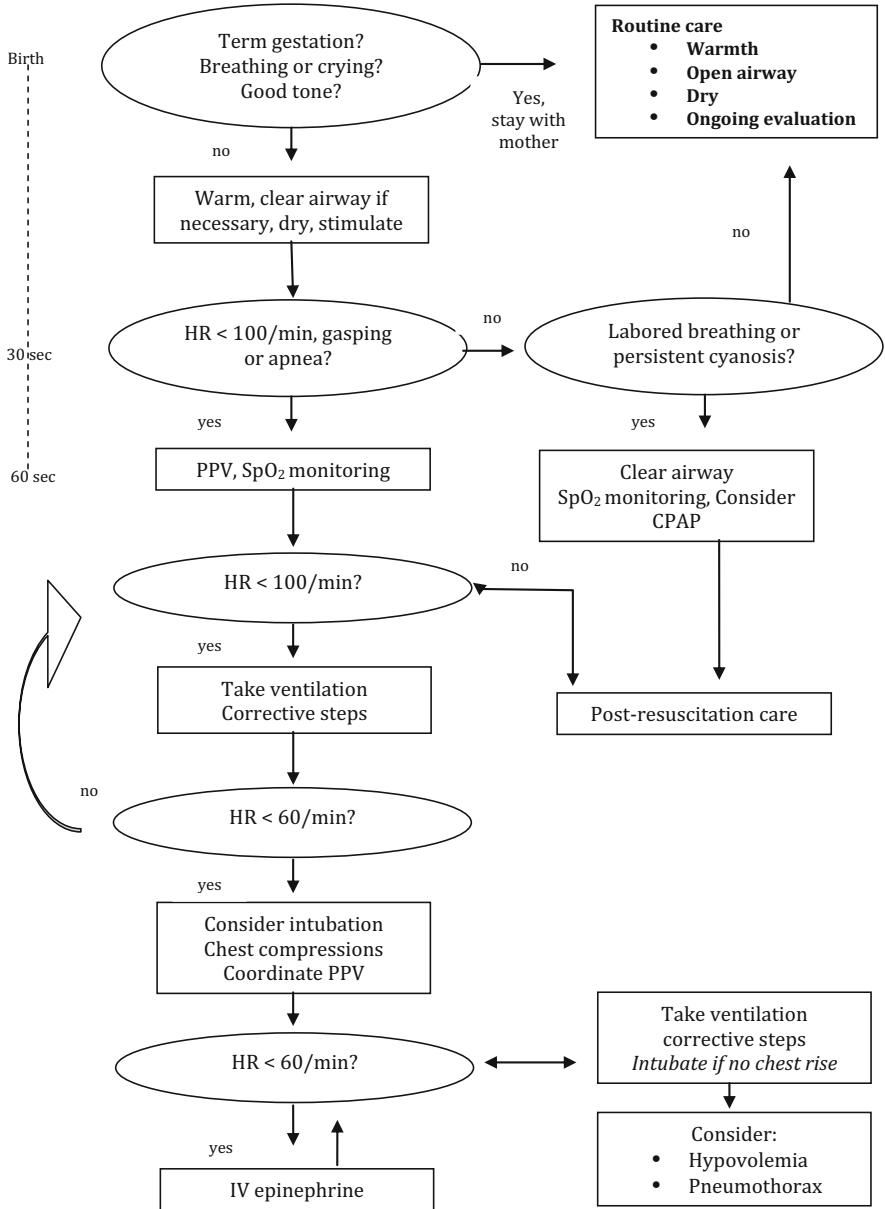 Birth
Term gestation?
Breathing or crying?
Good tone?
Yes,
stay with
mother
Routine care
• Warmth
• Open airway
• Dry
• Ongoing evaluation
no
Warm, clear airway if
necessary, dry, stimulate
no
30 sec
HR < 100/min, gasping
or apnea?
no
Labored breathing or
persistent cyanosis?
yes
yes
60 sec
PPV, SpO₂ monitoring
Clear airway
SpO₂ monitoring, Consider
CPAP
HR < 100/min?
no
yes
Take ventilation
Corrective steps
Post-resuscitation care
no
HR < 60/min?
yes
Consider intubation
Chest compressions
Coordinate PPV
HR < 60/min?
Take ventilation
corrective steps
Intubate if no chest rise
yes
IV epinephrine
Consider:
• Hypovolemia
• Pneumothorax